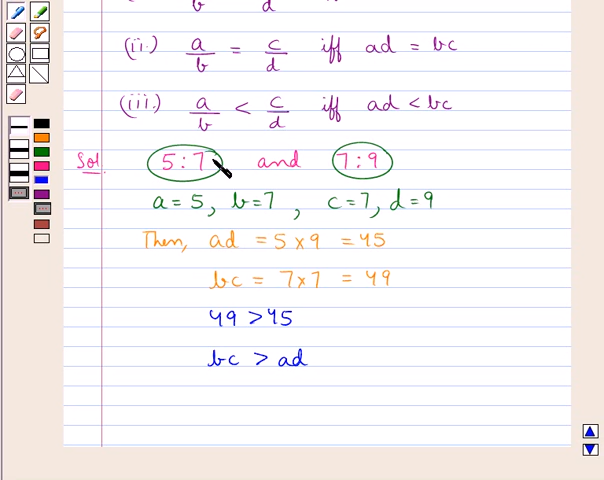 b d
(ii.) a/b = c/d iff ad = bc
(iii.) a/b < c/d iff ad < bc
Sol. 5 : 7 and 7 : 9
a = 5, b = 7, c = 7, d = 9
Then, ad = 5 × 9 = 45
bc = 7 × 7 = 49
49 > 45
bc > ad